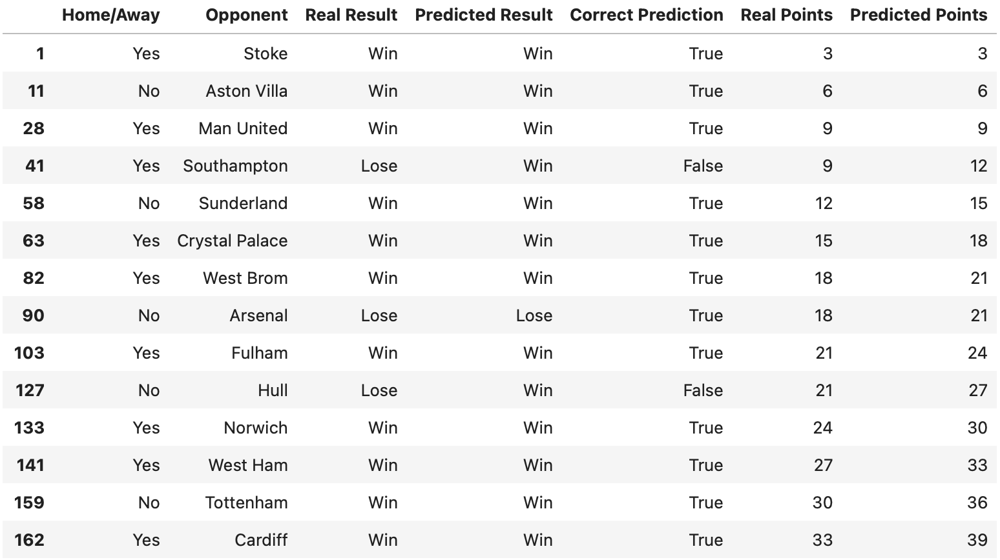 Home/Away Opponent Real Result Predicted Result Correct Prediction Real Points Predicted Points
1 Yes Stoke Win Win True 3 3
11 No Aston Villa Win Win True 6 6
28 Yes Man United Win Win True 9 9
41 Yes Southampton Lose Win False 9 12
58 No Sunderland Win Win True 12 15
63 Yes Crystal Palace Win Win True 15 18
82 Yes West Brom Win Win True 18 21
90 No Arsenal Lose Lose True 18 21
103 Yes Fulham Win Win True 21 24
127 No Hull Lose Win False 21 27
133 Yes Norwich Win Win True 24 30
141 Yes West Ham Win Win True 27 33
159 No Tottenham Win Win True 30 36
162 Yes Cardiff Win Win True 33 39